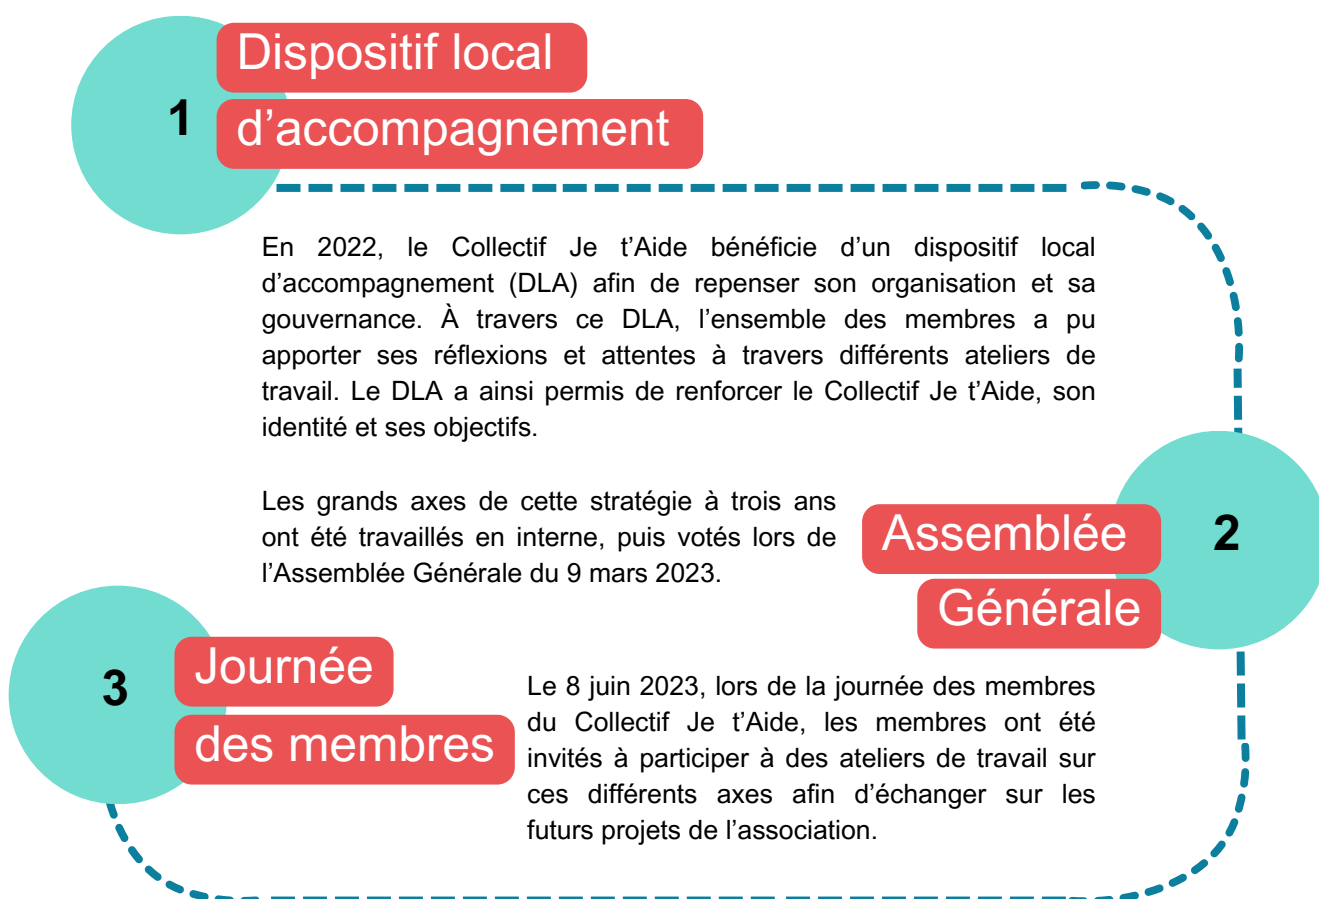 1
Dispositif local
d’accompagnement
En 2022, le Collectif Je t’Aide bénéficie d’un dispositif local
d’accompagnement (DLA) afin de repenser son organisation et sa
gouvernance. À travers ce DLA, l’ensemble des membres a pu
apporter ses réflexions et attentes à travers différents ateliers de
travail. Le DLA a ainsi permis de renforcer le Collectif Je t’Aide, son
identité et ses objectifs.
2
Assemblée
Générale
Les grands axes de cette stratégie à trois ans
ont été travaillés en interne, puis votés lors de
l’Assemblée Générale du 9 mars 2023.
3
Journée
des membres
Le 8 juin 2023, lors de la journée des membres
du Collectif Je t’Aide, les membres ont été
invités à participer à des ateliers de travail sur
ces différents axes afin d’échanger sur les
futurs projets de l’association.